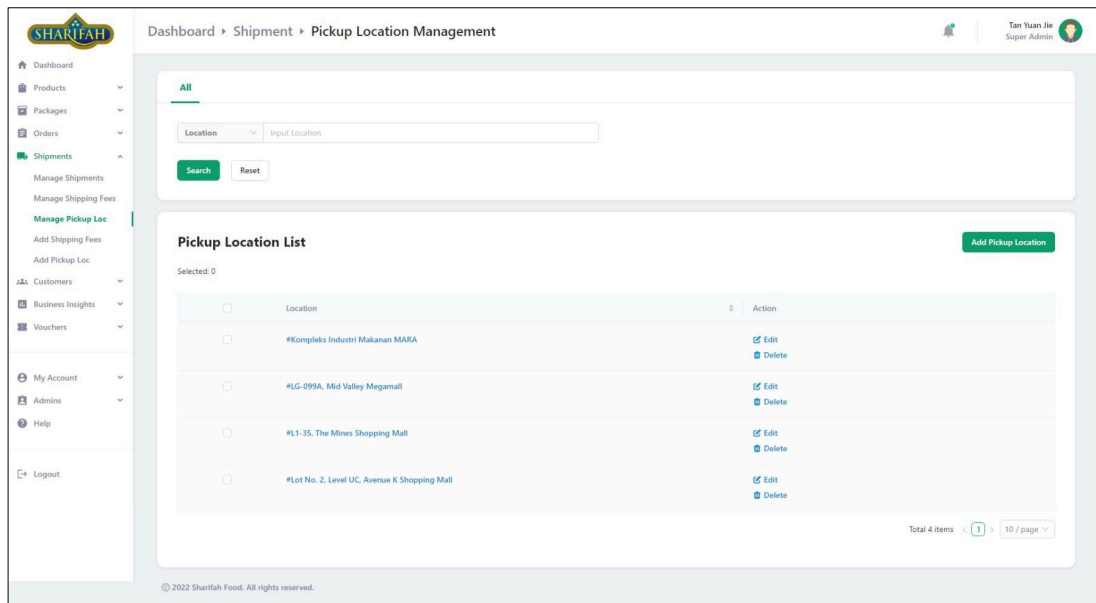 SHARIFAH
Dashboard
Products
Packages
Orders
Shipments
Manage Shipments
Manage Shipping Fees
Manage Pickup Loc
Add Shipping Fees
Add Pickup Loc
Customers
Business Insights
Vouchers
My Account
Admins
Help
Logout
Dashboard Shipment Pickup Location Management
Tan Yuan Jie
Super Admin
All
Location Input Location
Search Reset
Pickup Location List Add Pickup Location
Selected: 0
Location Action
#Kompleks Industri Makanan MARA Edit
Delete
#LG-099A, Mid Valley Megamall Edit
Delete
#L1-35, The Mines Shopping Mall Edit
Delete
#Lot No. 2, Level UC, Avenue K Shopping Mall Edit
Delete
Total 4 items < 1 > 10 / page
© 2022 Sharifah Food. All rights reserved.